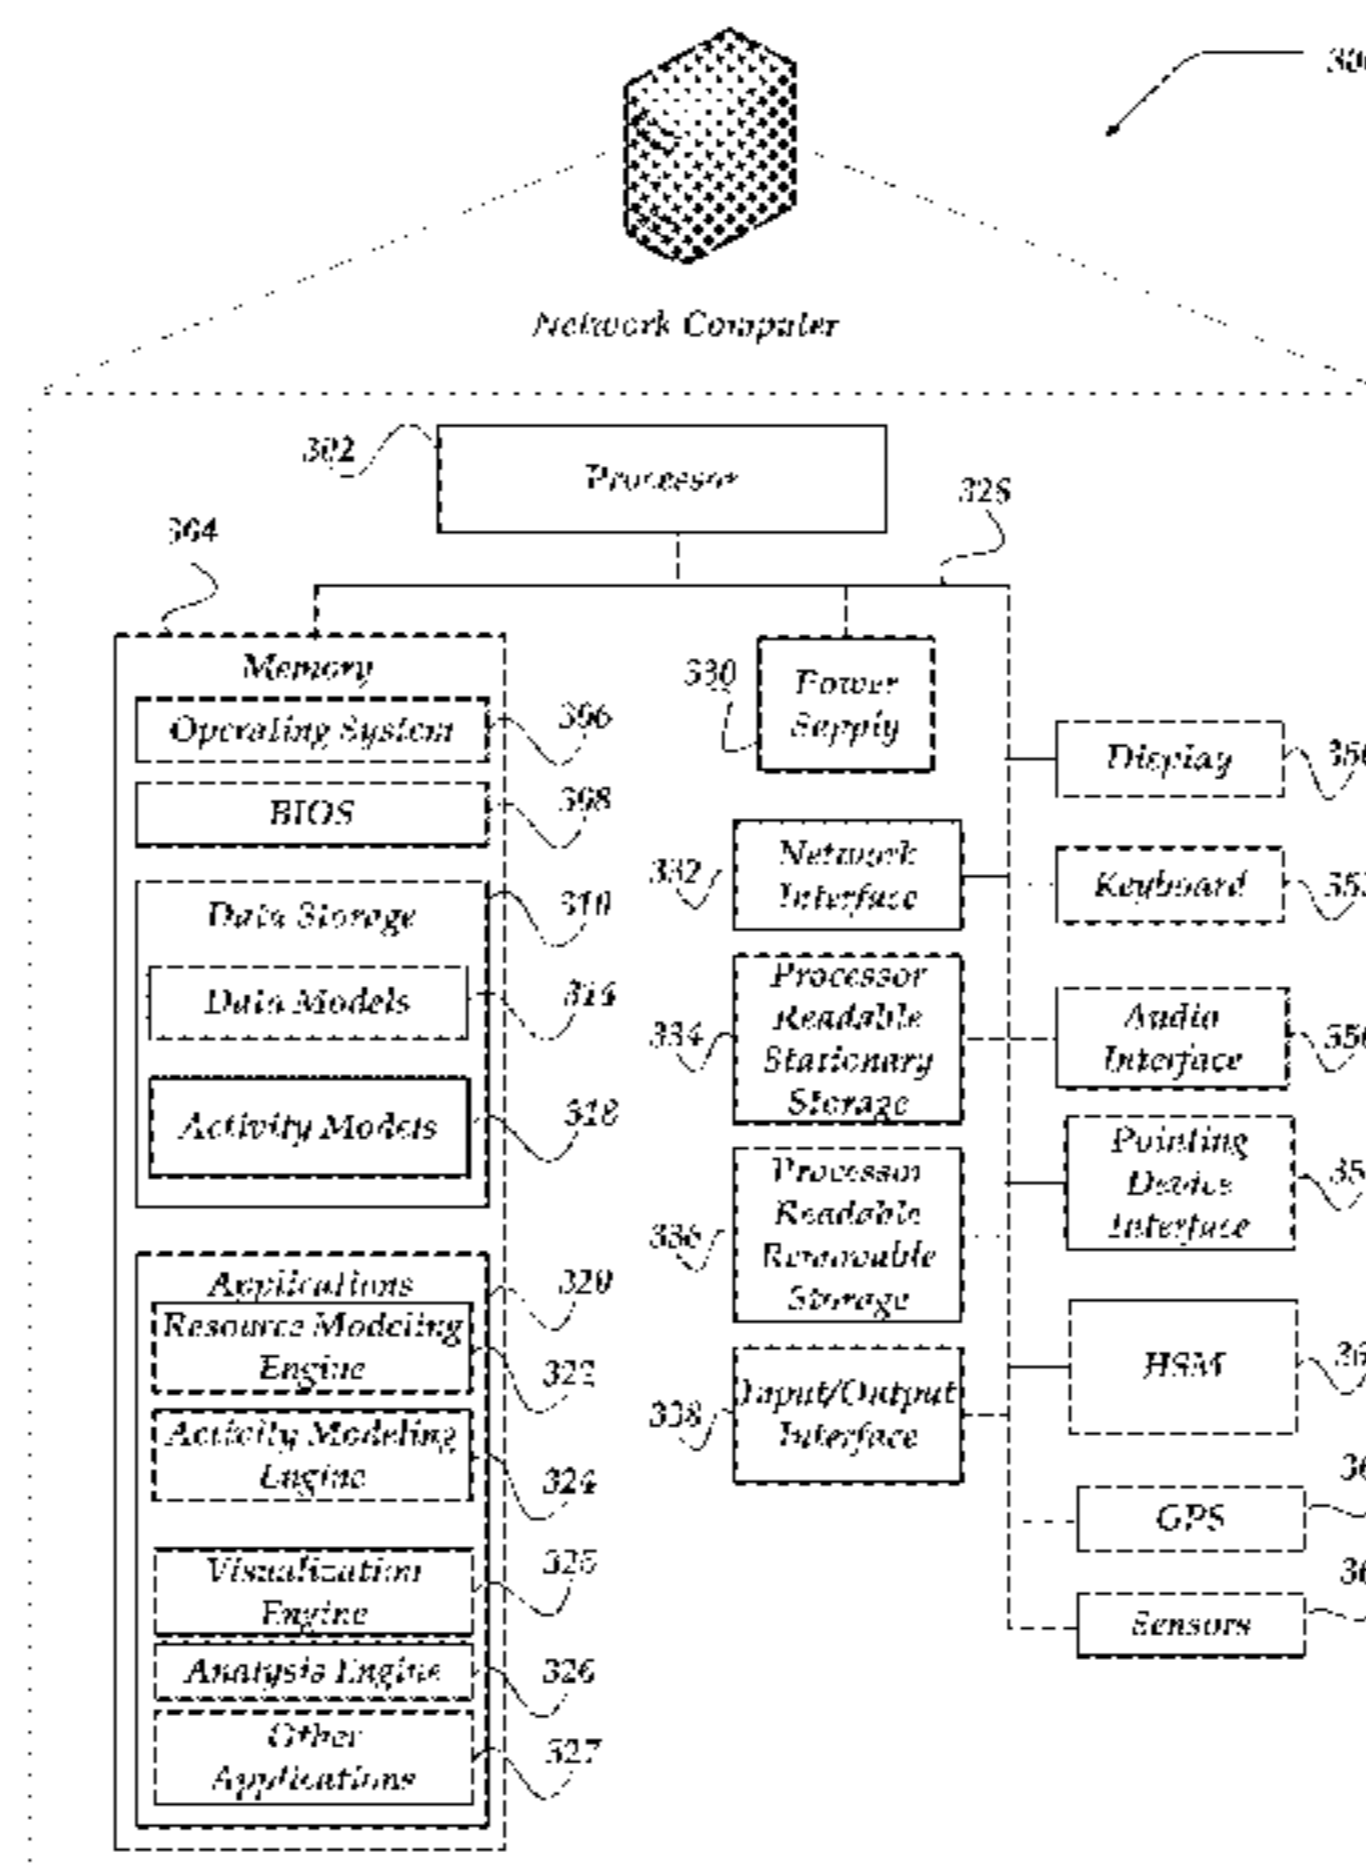 Network Computer
302
Processor
304
Memory
330
Power
Supply
Operating System
306
Display
BIOS
308
332
Network
Interface
Keyboard
Data Storage
310
Data Models
314
334
Processor
Readable
Stationary
Storage
Audio
Interface
Activity Models
318
336
Processor
Readable
Removable
Storage
Pointing
Device
Interface
Applications
320
Resource Modeling
Engine
322
338
Input/Output
Interface
HSM
Activity Modeling
Engine
324
GPS
Visualization
Engine
325
Sensors
Analysis Engine
326
Other
Applications
327